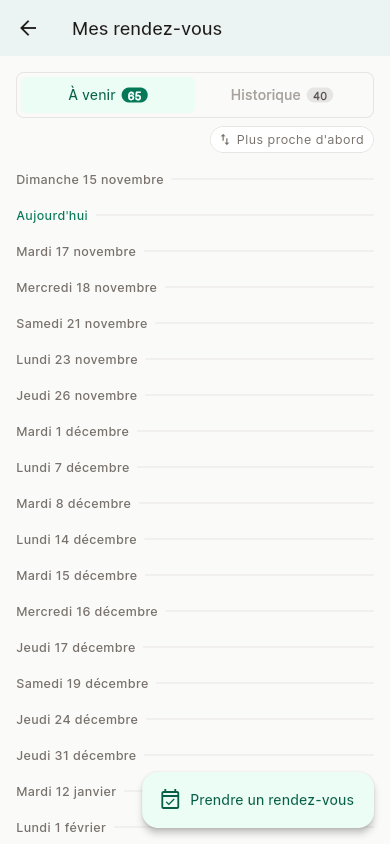 Mes rendez-vous
À venir 65 Historique 40
Plus proche d'abord
Dimanche 15 novembre
Aujourd'hui
Mardi 17 novembre
Mercredi 18 novembre
Samedi 21 novembre
Lundi 23 novembre
Jeudi 26 novembre
Mardi 1 décembre
Lundi 7 décembre
Mardi 8 décembre
Lundi 14 décembre
Mardi 15 décembre
Mercredi 16 décembre
Jeudi 17 décembre
Samedi 19 décembre
Jeudi 24 décembre
Jeudi 31 décembre
Mardi 12 janvier
Prendre un rendez-vous
Lundi 1 février